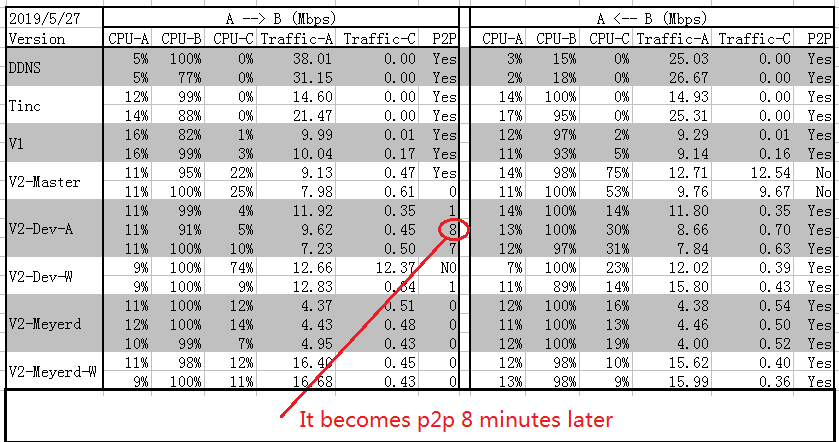 2019/5/27 A --> B (Mbps) A <-- B (Mbps)
Version CPU-A CPU-B CPU-C Traffic-A Traffic-C P2P CPU-A CPU-B CPU-C Traffic-A Traffic-C P2P
DDNS 5% 100% 0% 38.01 0.00 Yes 3% 15% 0% 25.03 0.00 Yes
5% 77% 0% 31.15 0.00 Yes 2% 18% 0% 26.67 0.00 Yes
Tinc 12% 99% 0% 14.60 0.00 Yes 14% 100% 0% 14.93 0.00 Yes
14% 88% 0% 21.47 0.00 Yes 17% 95% 0% 25.31 0.00 Yes
V1 16% 82% 1% 9.99 0.01 Yes 12% 97% 2% 9.29 0.01 Yes
16% 99% 3% 10.04 0.17 Yes 11% 93% 5% 9.14 0.16 Yes
V2-Master 11% 95% 22% 9.13 0.47 Yes 14% 98% 75% 12.71 12.54 No
11% 100% 25% 7.98 0.61 0 11% 100% 53% 9.76 9.67 No
V2-Dev-A 11% 99% 4% 11.92 0.35 1 14% 100% 14% 11.80 0.35 Yes
11% 91% 5% 9.62 0.45 8 13% 100% 30% 8.66 0.70 Yes
11% 100% 10% 7.23 0.50 7 12% 97% 31% 7.84 0.63 Yes
V2-Dev-W 9% 100% 74% 12.66 12.37 NO 7% 100% 23% 12.02 0.39 Yes
9% 100% 9% 12.83 1 11% 89% 14% 15.80 0.43 Yes
V2-Meyerd 11% 100% 12% 4.37 0.51 0 12% 100% 16% 4.38 0.54 Yes
12% 100% 14% 4.43 0.48 0 11% 100% 13% 4.46 0.50 Yes
10% 99% 7% 4.95 0.43 0 12% 100% 19% 4.00 0.52 Yes
V2-Meyerd-W 11% 98% 12% 16.40 0.45 0 12% 98% 10% 15.62 0.40 Yes
9% 100% 11% 16.68 0.43 0 13% 98% 9% 15.99 0.36 Yes
It becomes p2p 8 minutes later